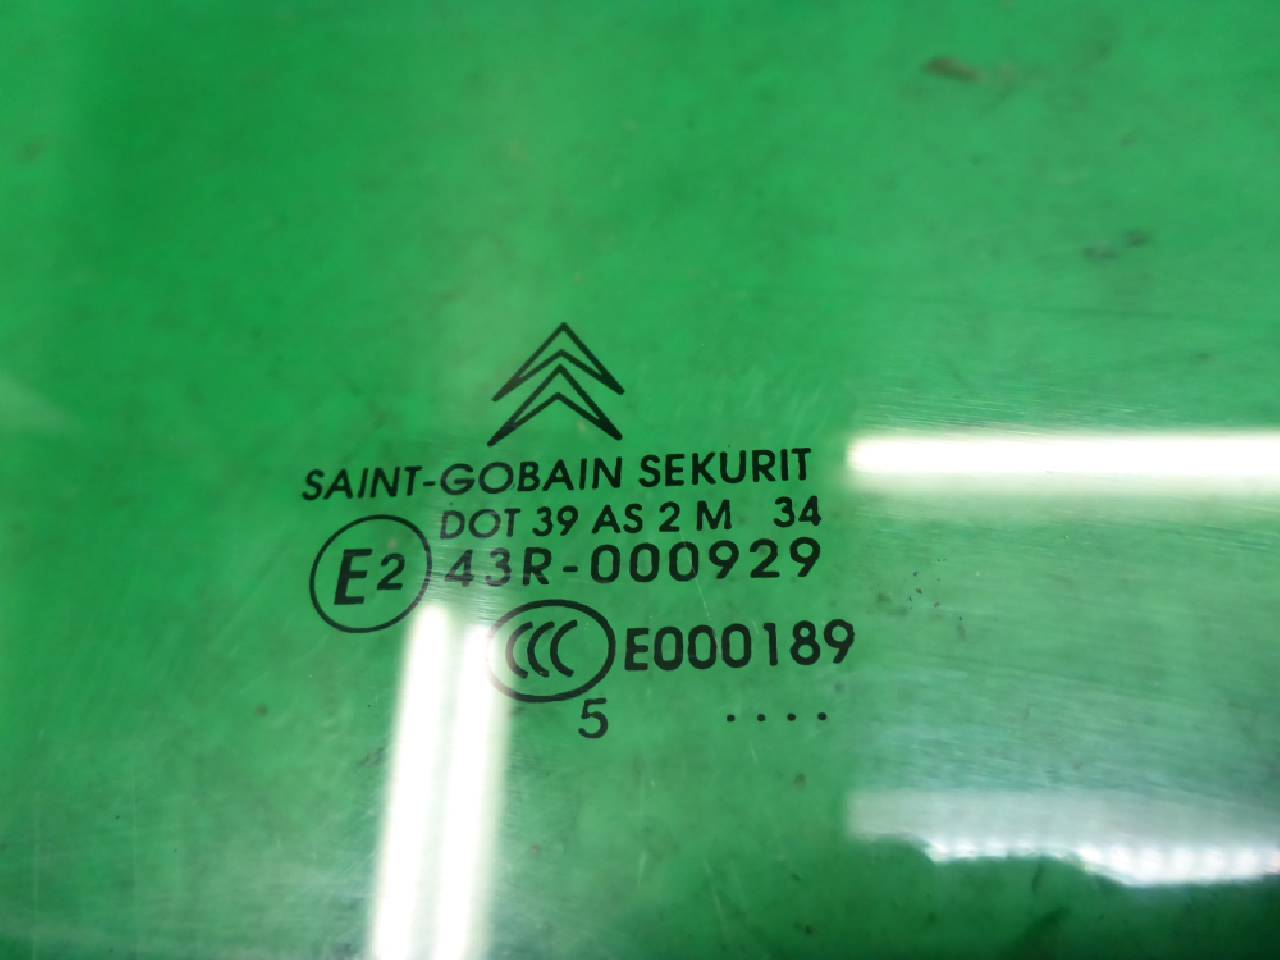 SAINT-GOBAIN SEKURIT
DOT 39 AS 2 M 34
E2 43R-000929
CCC E000189
5 ....